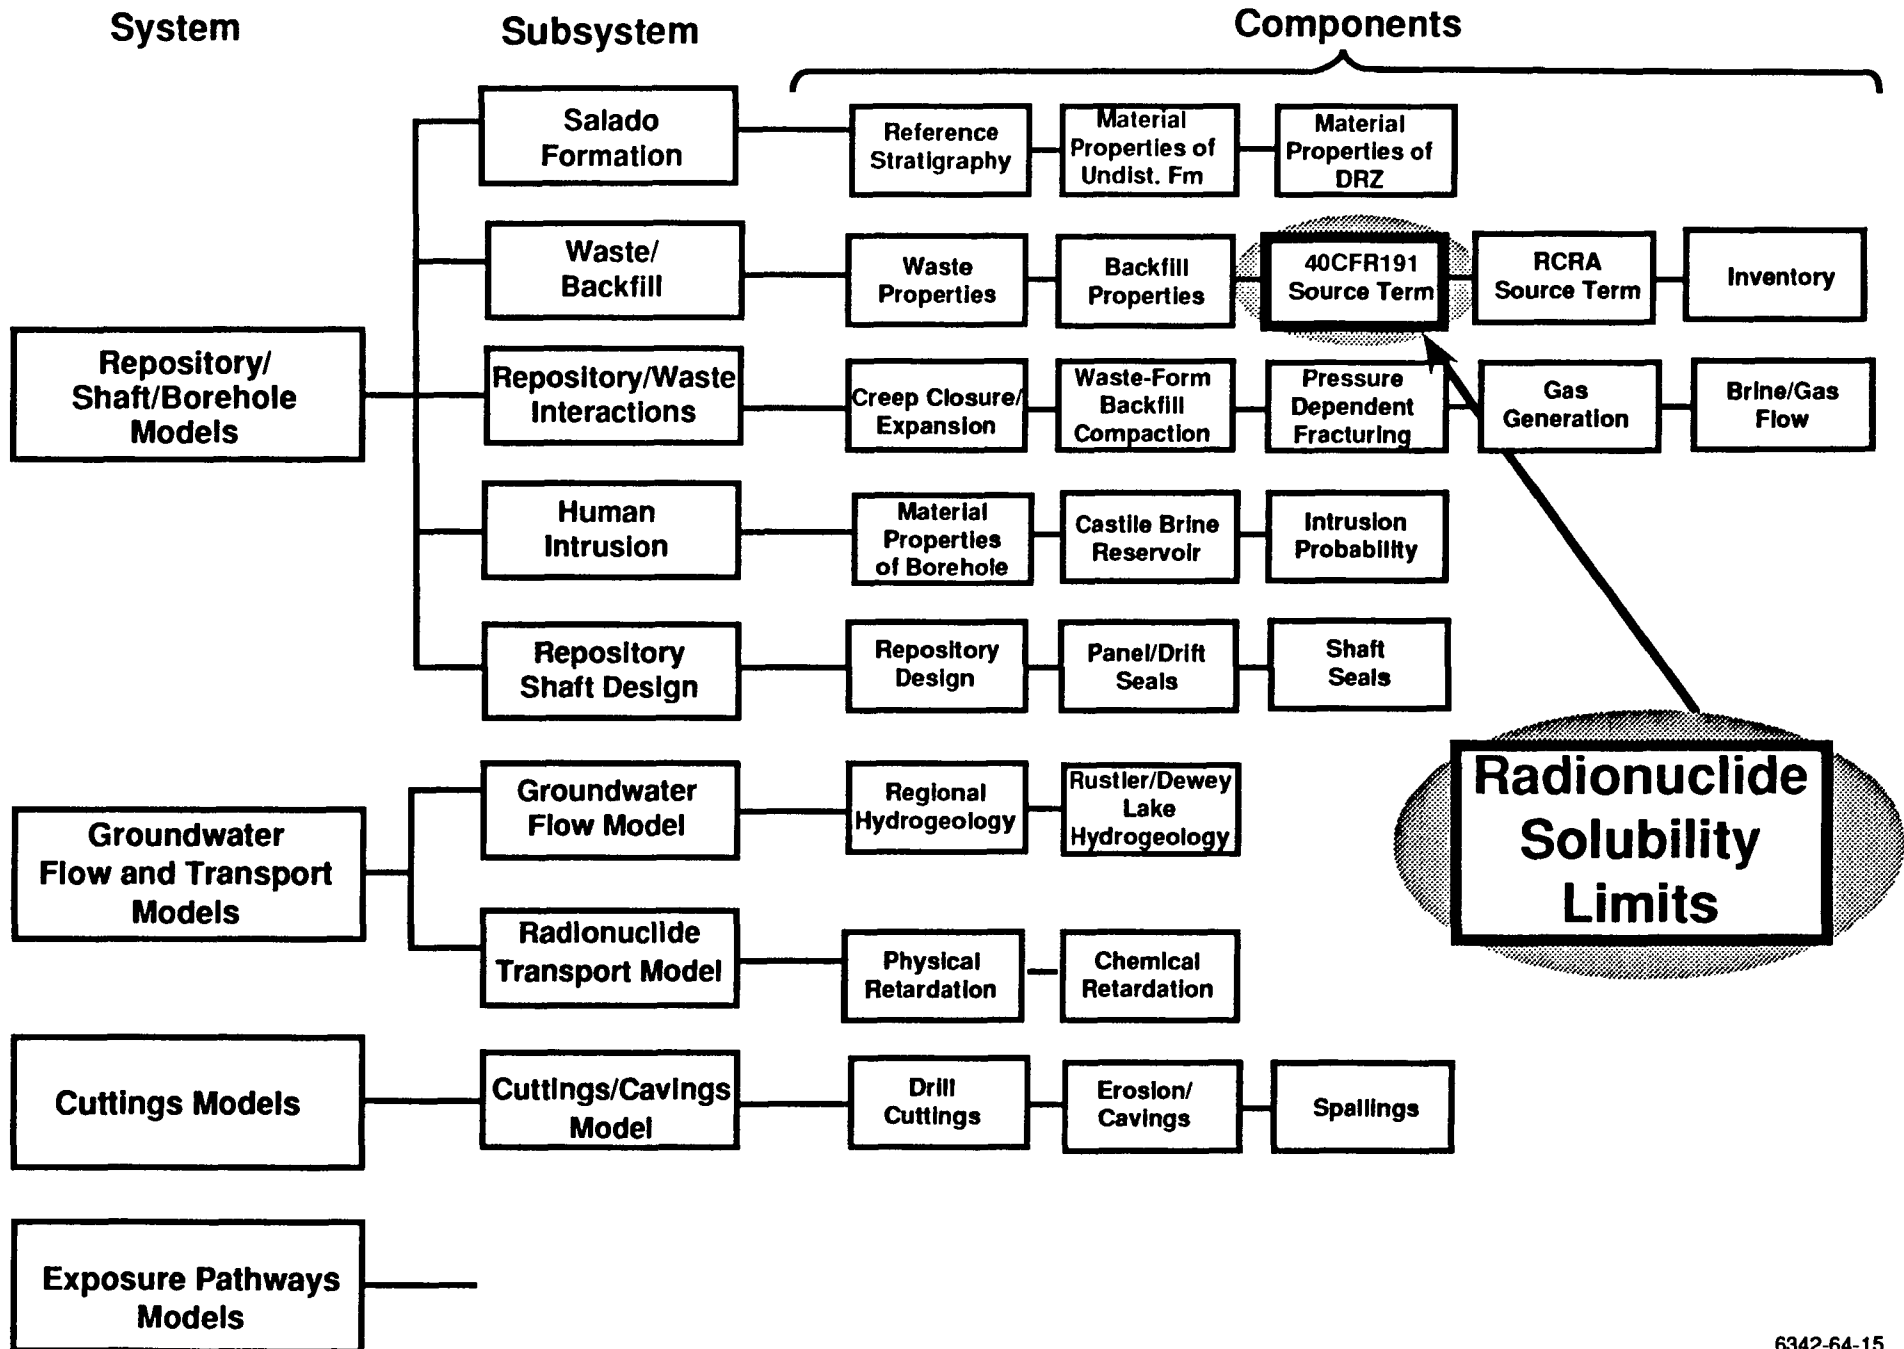 System
Subsystem
Components
Salado
Formation
Reference
Stratigraphy
Material
Properties of
Undist. Fm
Material
Properties of
DRZ
Waste/
Backfill
Waste
Properties
Backfill
Properties
40CFR191
Source Term
RCRA
Source Term
Inventory
Repository/
Shaft/Borehole
Models
Repository/Waste
Interactions
Creep Closure/
Expansion
Waste-Form
Backfill
Compaction
Pressure
Dependent
Fracturing
Gas
Generation
Brine/Gas
Flow
Human
Intrusion
Material
Properties
of Borehole
Castile Brine
Reservoir
Intrusion
Probability
Repository
Shaft Design
Repository
Design
Panel/Drift
Seals
Shaft
Seals
Radionuclide
Solubility
Limits
Groundwater
Flow and Transport
Models
Groundwater
Flow Model
Regional
Hydrogeology
Rustler/Dewey
Lake
Hydrogeology
Radionuclide
Transport Model
Physical
Retardation
Chemical
Retardation
Cuttings Models
Cuttings/Cavings
Model
Drill
Cuttings
Erosion/
Cavings
Spallings
Exposure Pathways
Models
6342-64-15